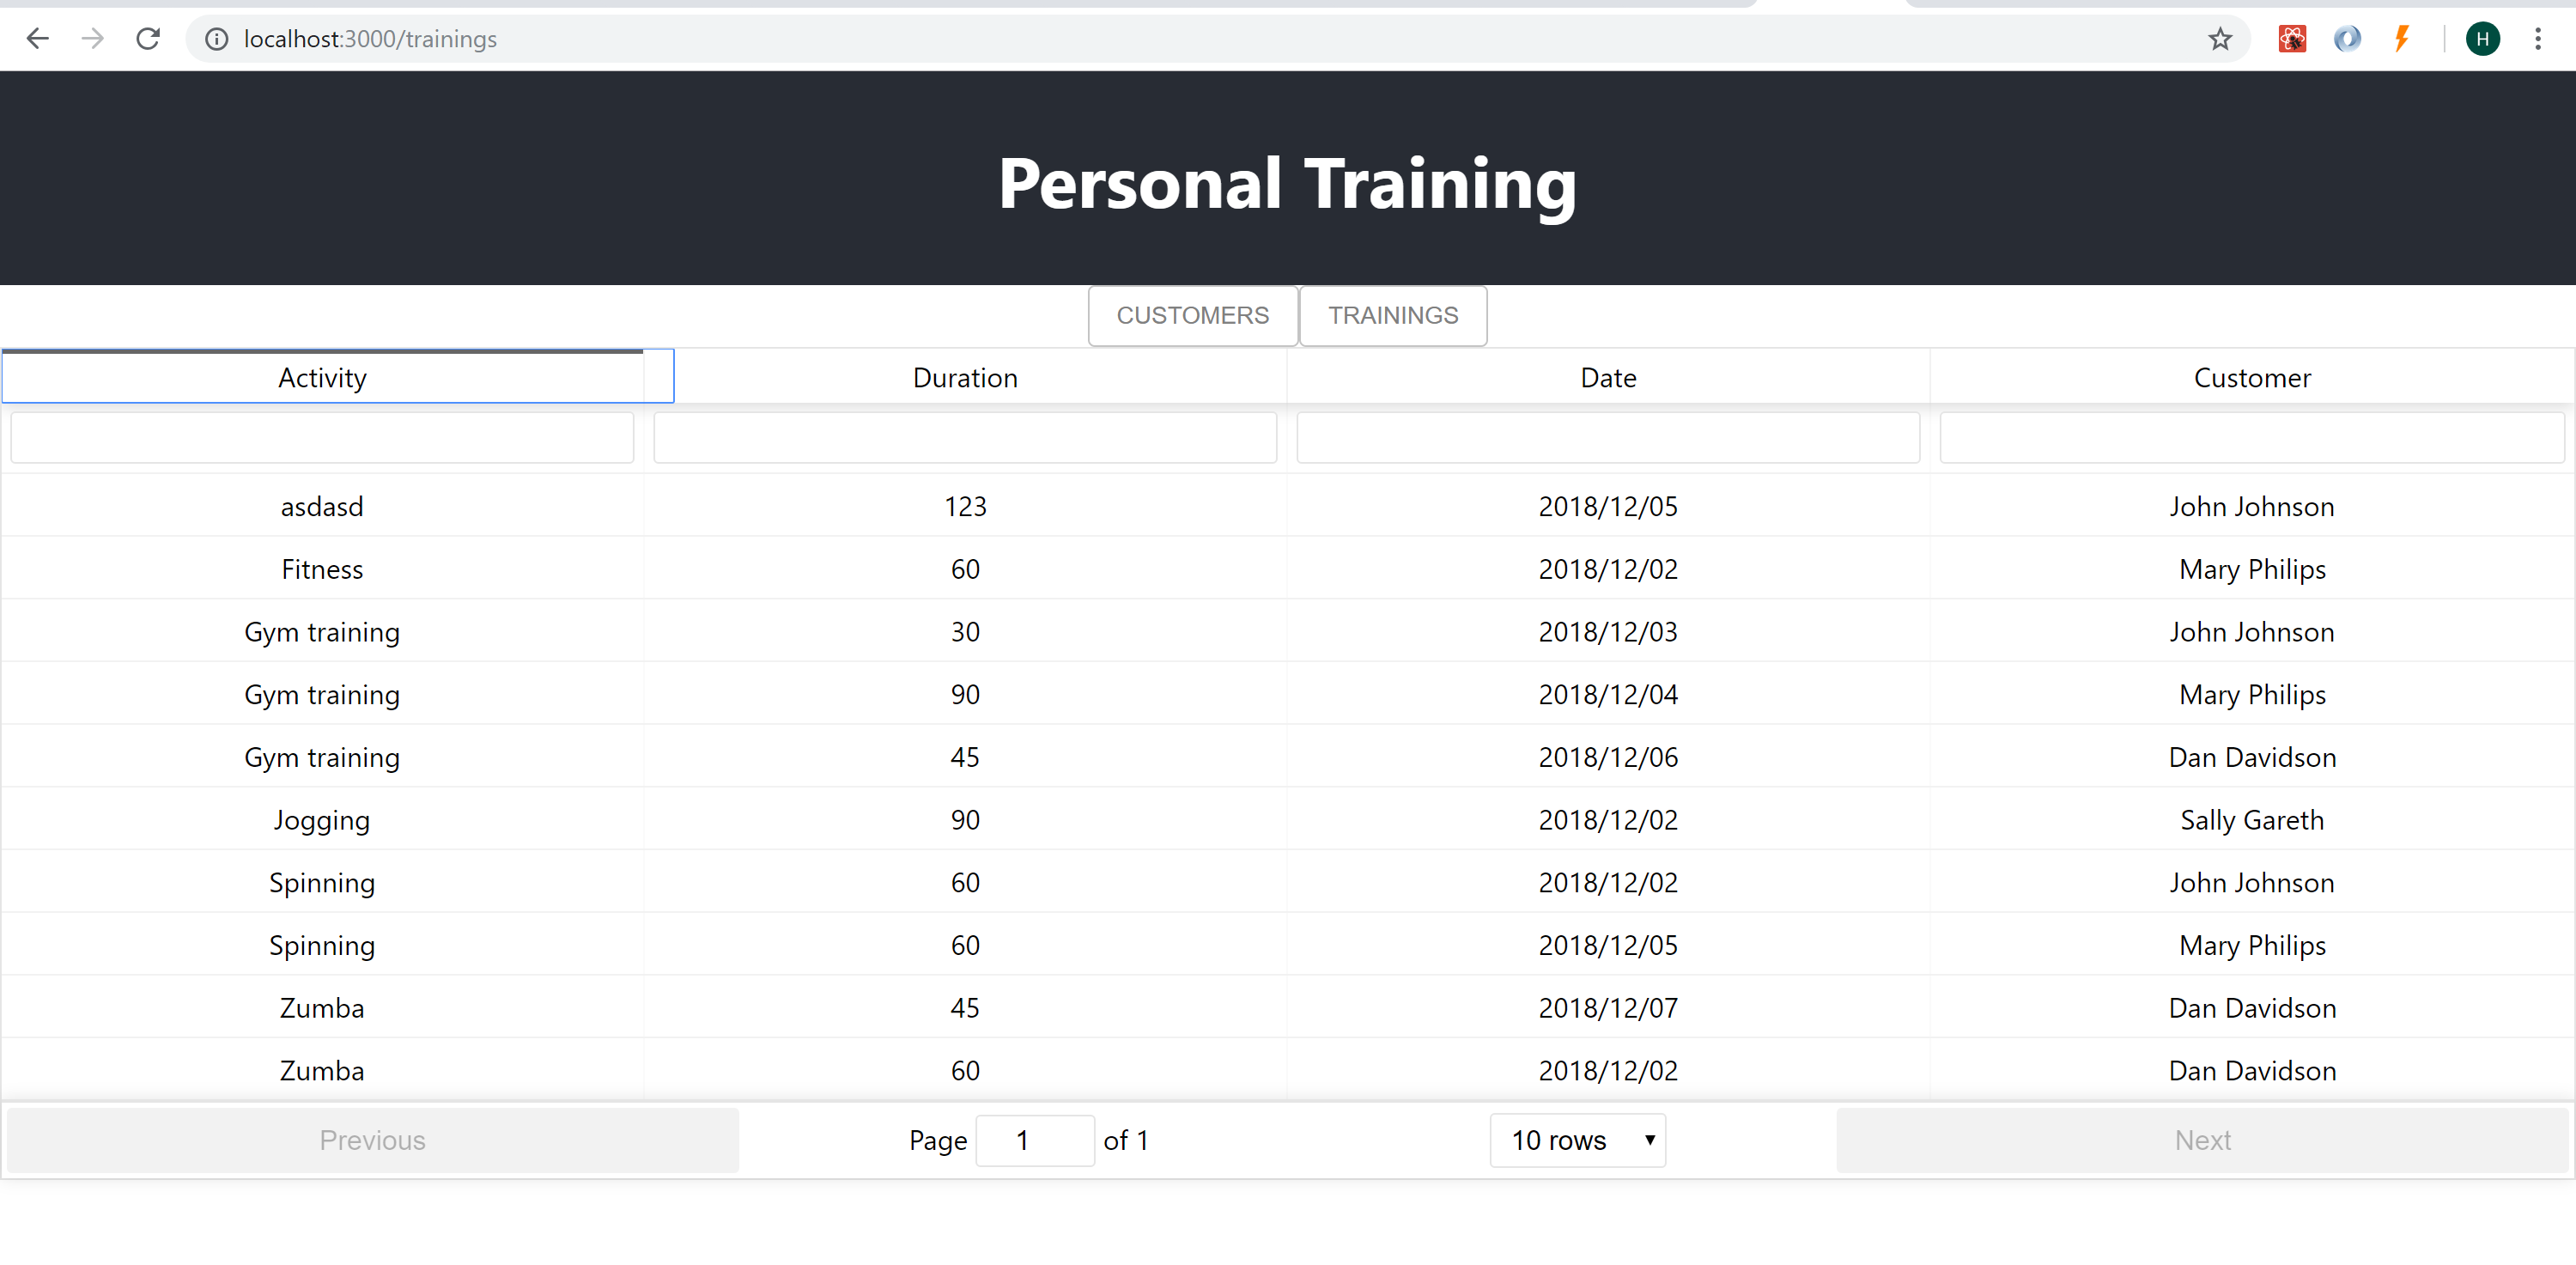 localhost:3000/trainings
H
Personal Training
CUSTOMERS TRAININGS
Activity Duration Date Customer
asdasd 123 2018/12/05 John Johnson
Fitness 60 2018/12/02 Mary Philips
Gym training 30 2018/12/03 John Johnson
Gym training 90 2018/12/04 Mary Philips
Gym training 45 2018/12/06 Dan Davidson
Jogging 90 2018/12/02 Sally Gareth
Spinning 60 2018/12/02 John Johnson
Spinning 60 2018/12/05 Mary Philips
Zumba 45 2018/12/07 Dan Davidson
Zumba 60 2018/12/02 Dan Davidson
Previous Page 1 of 1 10 rows Next